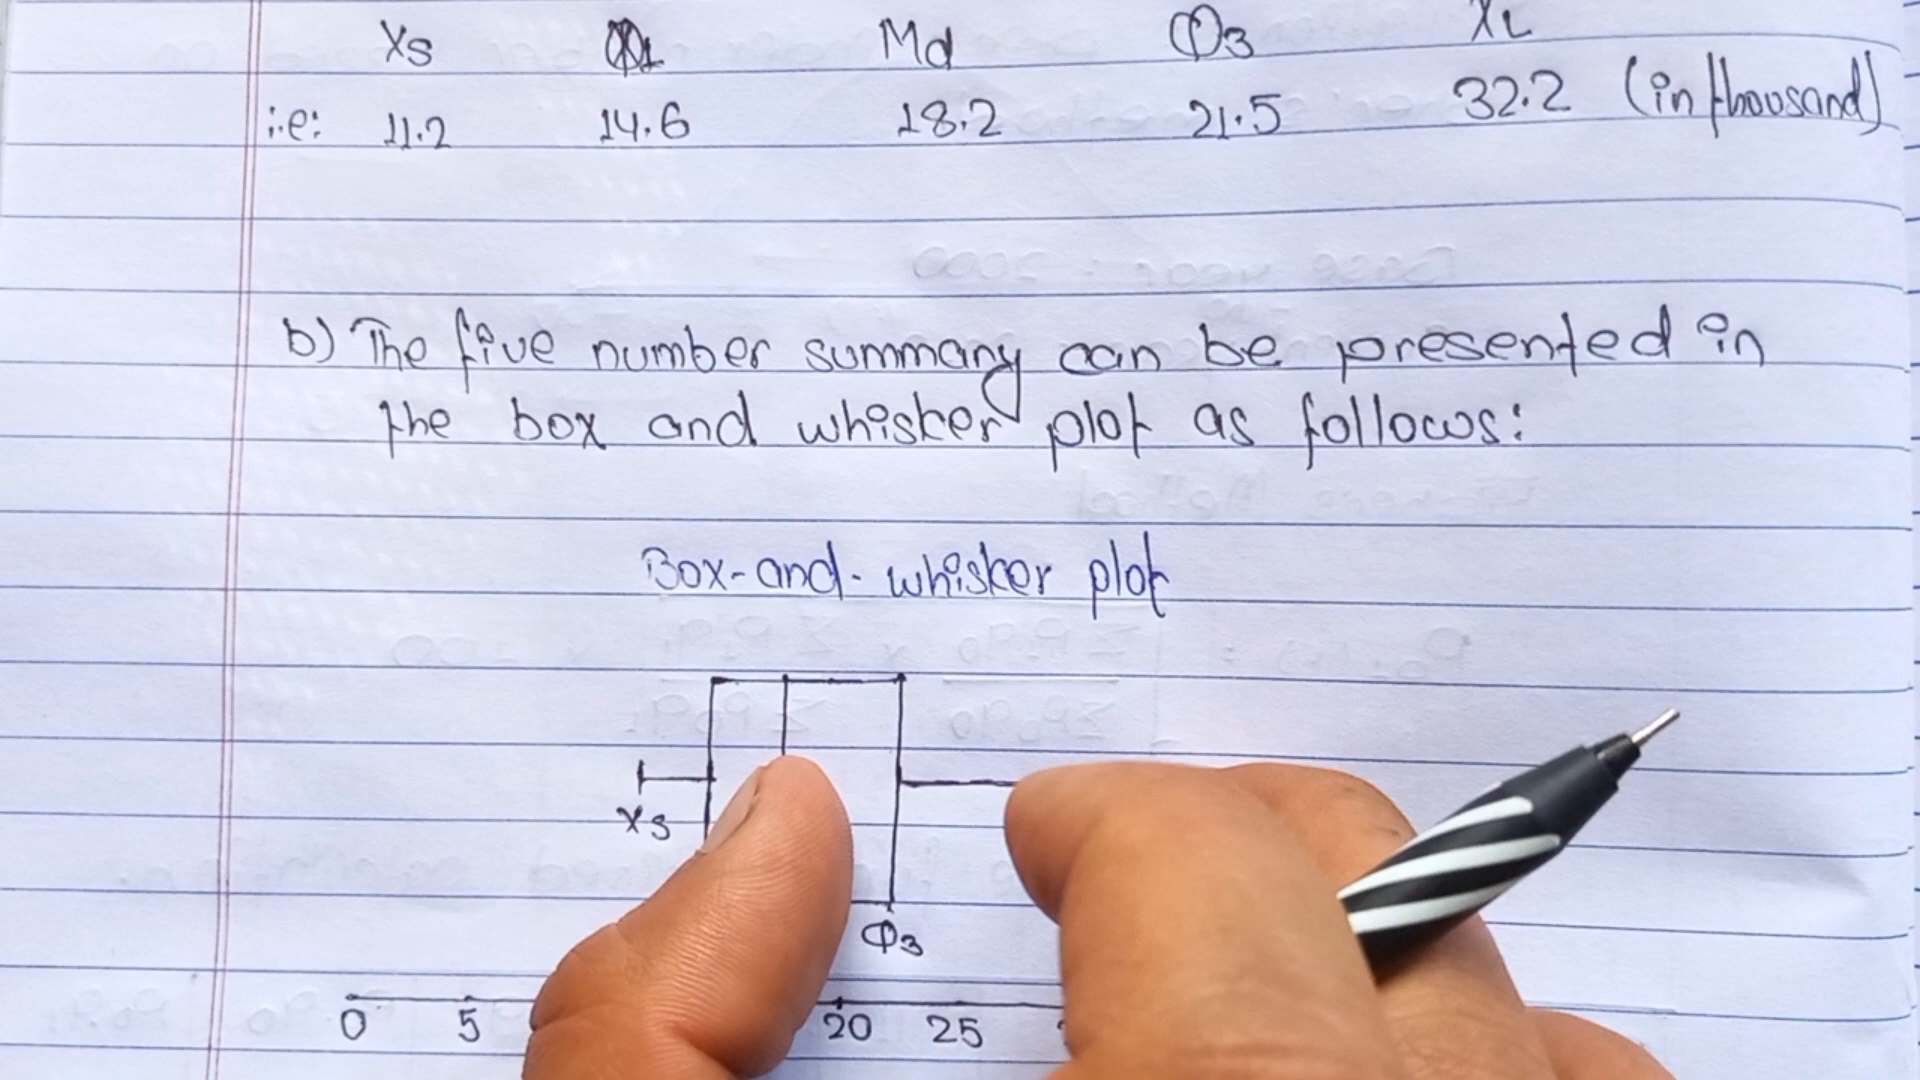 Xs Q1 Md Q3 XL
i.e: 11.2 14.6 18.2 21.5 32.2 (in thousand)
b) The five number summary can be presented in
the box and whisker plot as follows:
Box-and-whisker plot
Xs
Q3
0 5 20 25